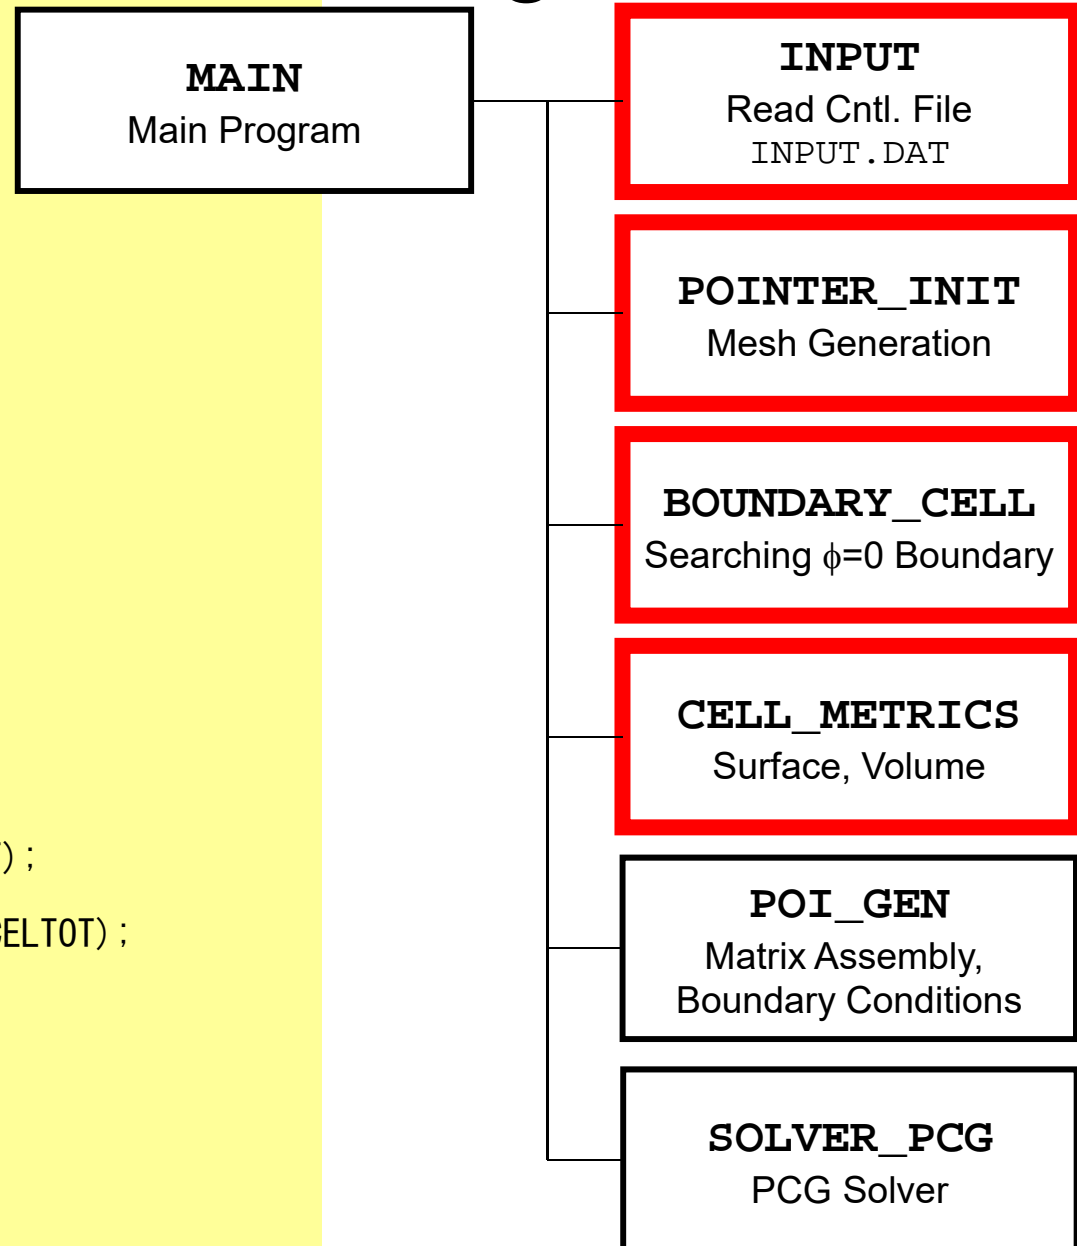 MAIN
Main Program
INPUT
Read Cntl. File
INPUT.DAT
POINTER_INIT
Mesh Generation
BOUNDARY_CELL
Searching ϕ=0 Boundary
CELL_METRICS
Surface, Volume
);
CELTOT);
POI_GEN
Matrix Assembly,
Boundary Conditions
SOLVER_PCG
PCG Solver